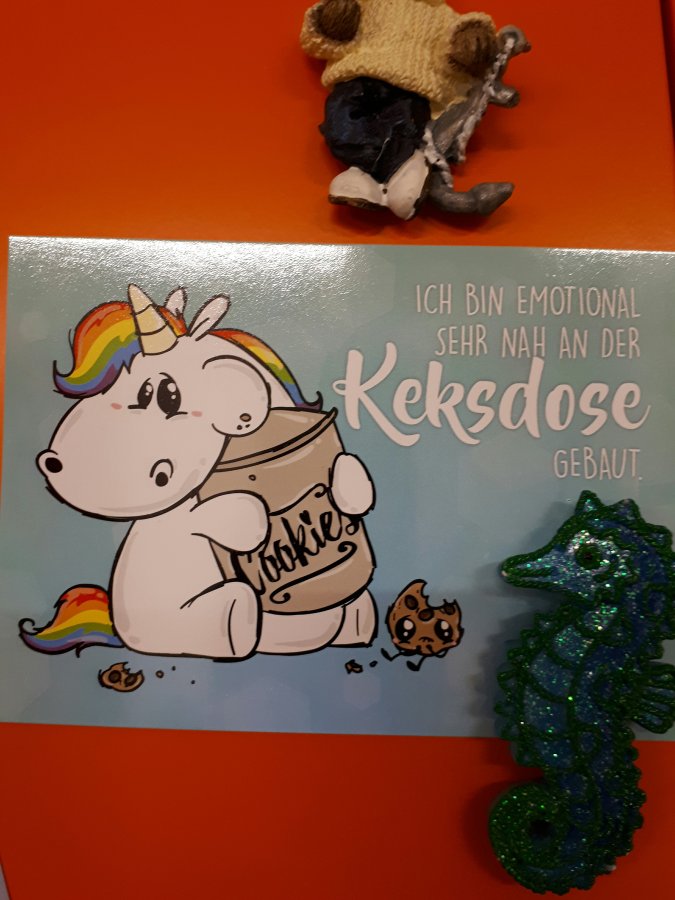 ICH BIN EMOTIONAL
SEHR NAH AN DER
Keksdose
GEBAUT.
Cookies